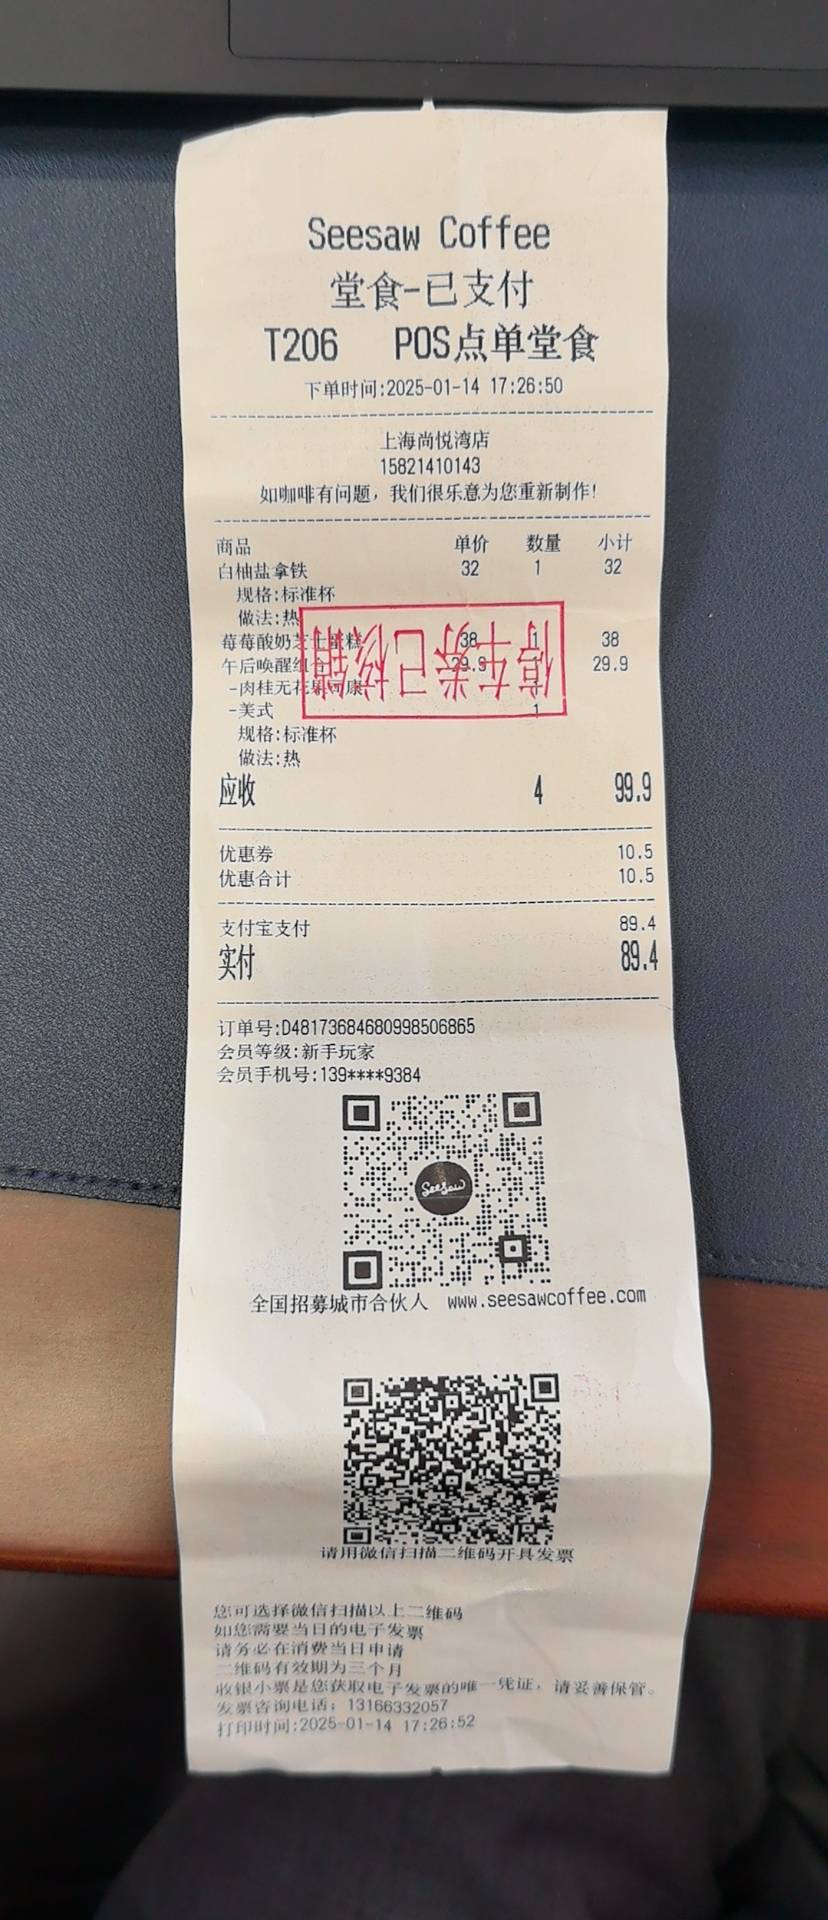 Seesaw Coffee
堂食-已支付
T206 POS点单堂食
下单时间:2025-01-14 17:26:50
上海尚悦湾店
15821410143
如咖啡有问题，我们很乐意为您重新制作!
商品 单价 数量 小计
白柚盐拿铁 32 1 32
规格:标准杯
做法:热
莓莓酸奶芝士蛋糕 38 1 38
午后唤醒组合 29.9 1 29.9
-肉桂无花果可康 1
-美式 1
停车券已核销
规格:标准杯
做法:热
应收 4 99.9
优惠券 10.5
优惠合计 10.5
支付宝支付 89.4
实付 89.4
订单号:D48173684680998506865
会员等级:新手玩家
会员手机号:139****9384
Seesaw
全国招募城市合伙人 www.seesawcoffee.com
请用微信扫描二维码开具发票
您可选择微信扫描以上二维码
如您需要当日的电子发票
请务必在消费当日申请
二维码有效期为三个月
收银小票是您获取电子发票的唯一凭证，请妥善保管。
发票咨询电话：13166332057
打印时间:2025-01-14 17:26:52